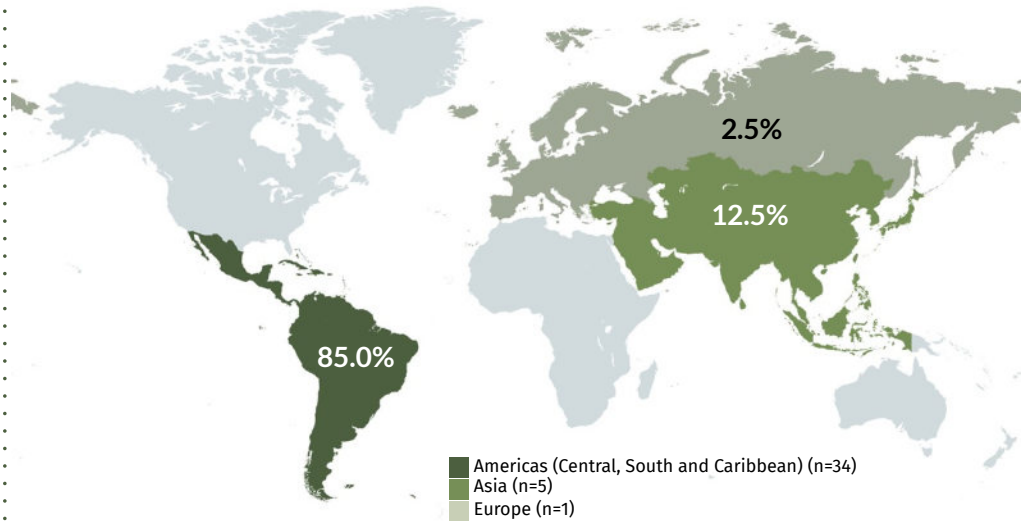 2.5%
12.5%
85.0%
Americas (Central, South and Caribbean) (n=34)
Asia (n=5)
Europe (n=1)